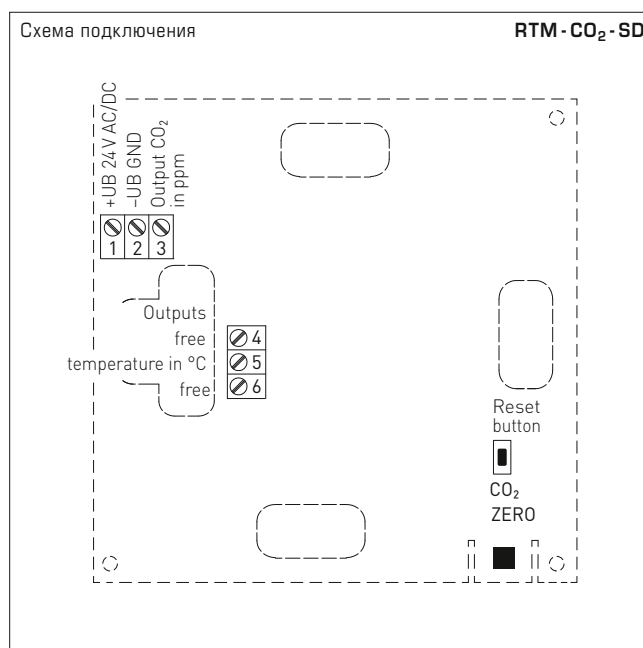 Схема подключения
RTM - CO₂ - SD
+UB 24V AC/DC
–UB GND
Output CO₂
in ppm
1 2 3
Outputs
free 4
temperature in °C 5
free 6
Reset
button
CO₂
ZERO